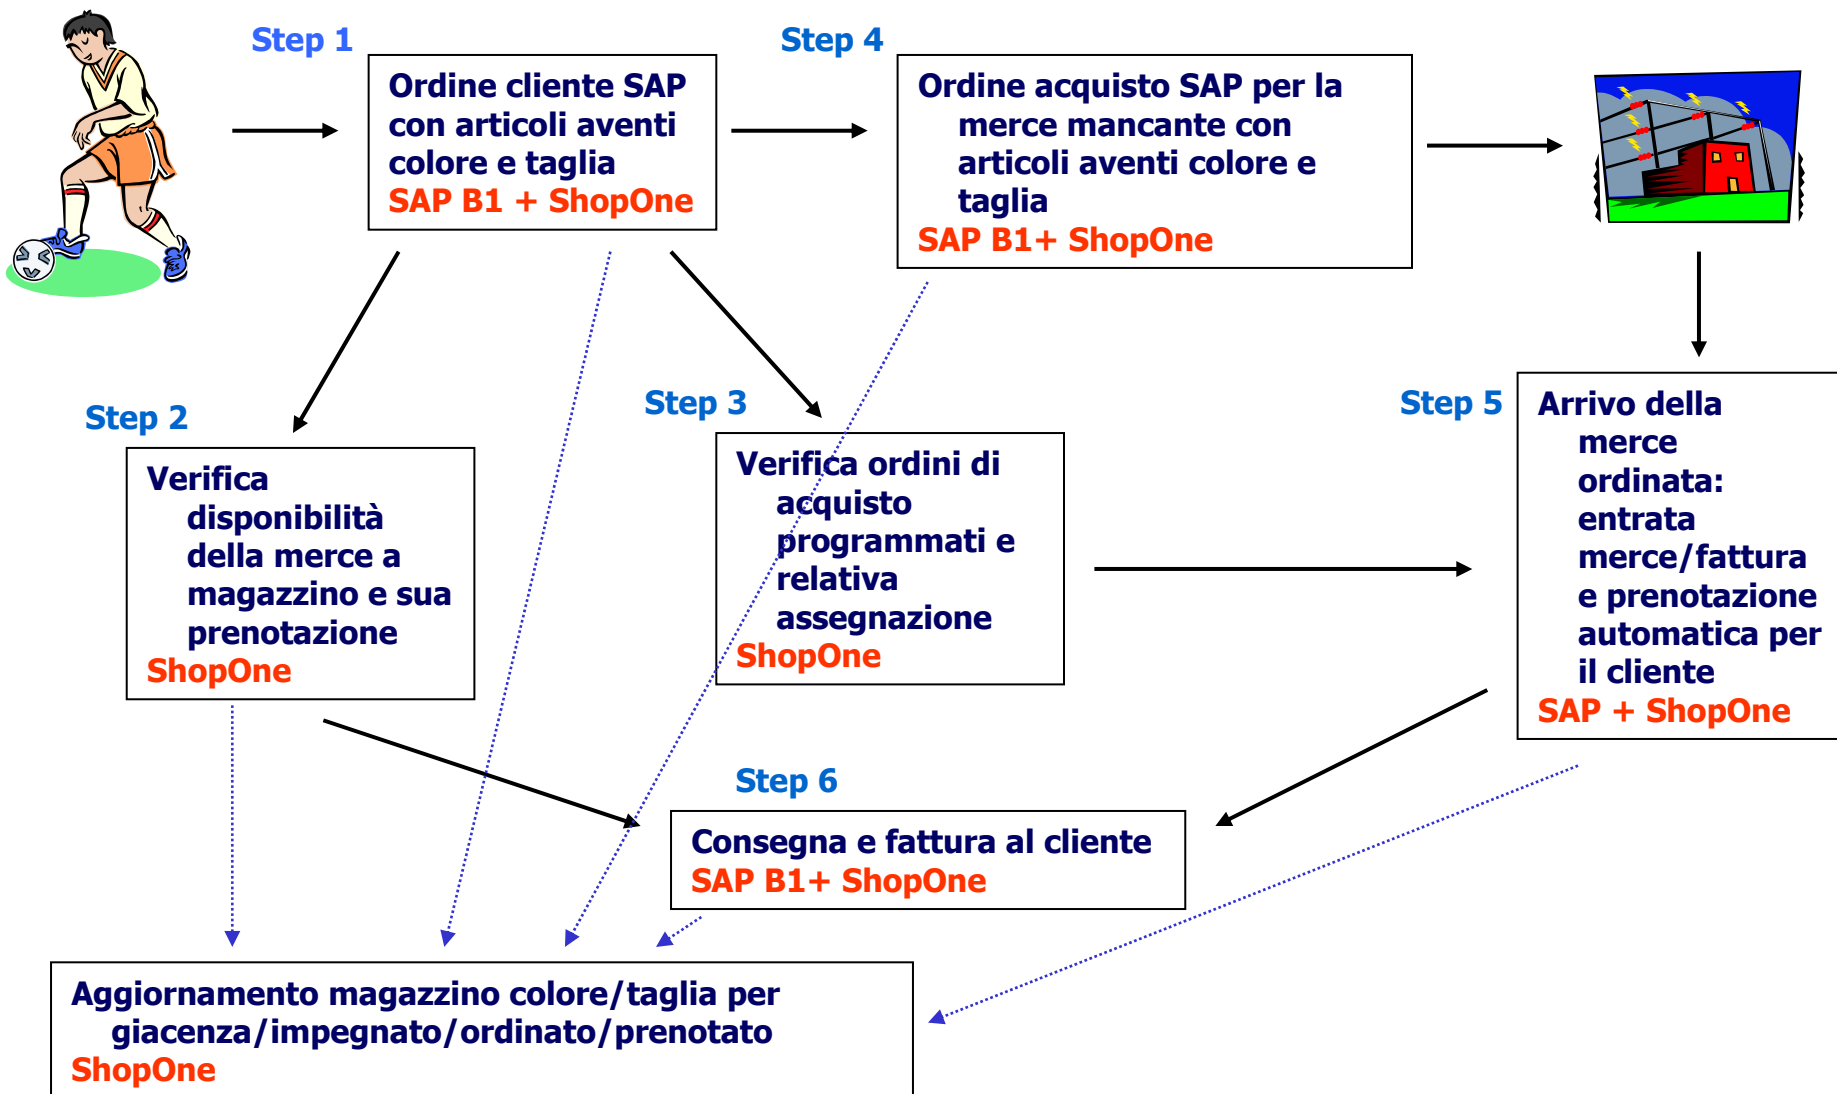 Step 1
Ordine cliente SAP
con articoli aventi
colore e taglia
SAP B1 + ShopOne
Step 4
Ordine acquisto SAP per la
merce mancante con
articoli aventi colore e
taglia
SAP B1+ ShopOne
Step 2
Verifica
disponibilità
della merce a
magazzino e sua
prenotazione
ShopOne
Step 3
Verifica ordini di
acquisto
programmati e
relativa
assegnazione
ShopOne
Step 5
Arrivo della
merce
ordinata:
entrata
merce/fattura
e prenotazione
automatica per
il cliente
SAP + ShopOne
Step 6
Consegna e fattura al cliente
SAP B1+ ShopOne
Aggiornamento magazzino colore/taglia per
giacenza/impegnato/ordinato/prenotato
ShopOne